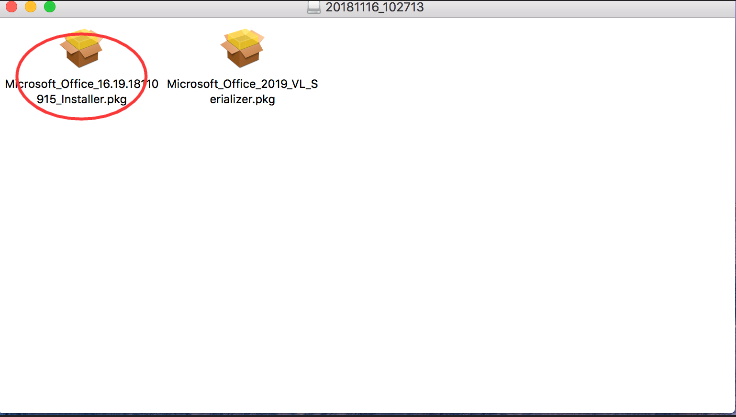 20181116_102713
Microsoft_Office_16.19.18110
915_Installer.pkg
Microsoft_Office_2019_VL_S
erializer.pkg